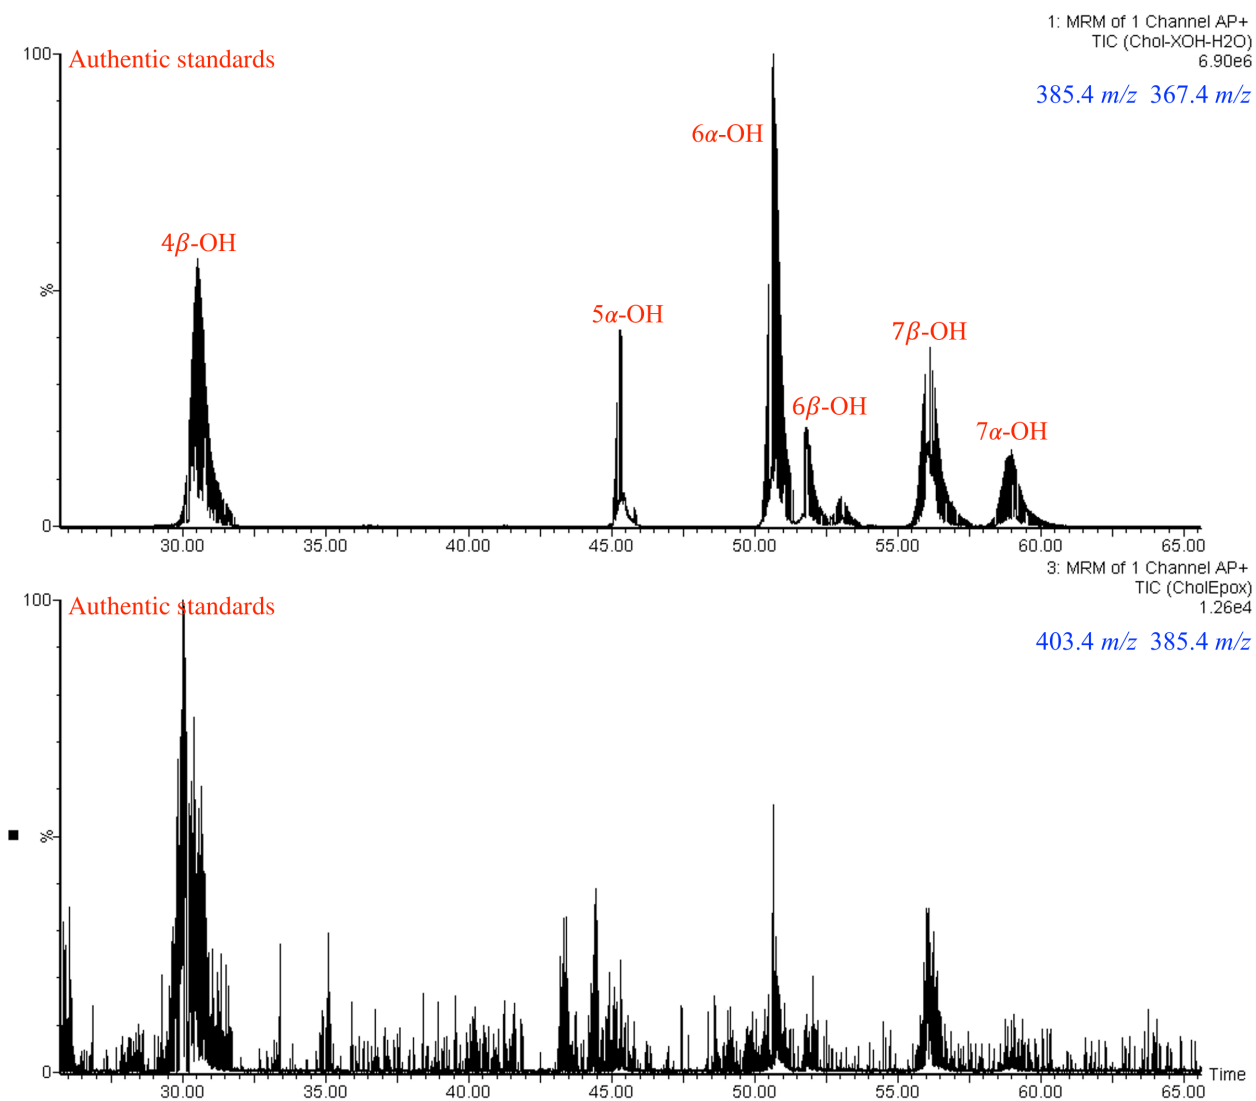 1: MRM of 1 Channel AP+
TIC (Chol-XOH-H2O)
6.90e6
385.4 m/z 367.4 m/z
100
Authentic standards
6α-OH
4β-OH
5α-OH
7β-OH
6β-OH
7α-OH
%
0
30.00 35.00 40.00 45.00 50.00 55.00 60.00 65.00
3: MRM of 1 Channel AP+
TIC (CholEpox)
1.26e4
403.4 m/z 385.4 m/z
100
Authentic standards
%
0
Time
30.00 35.00 40.00 45.00 50.00 55.00 60.00 65.00